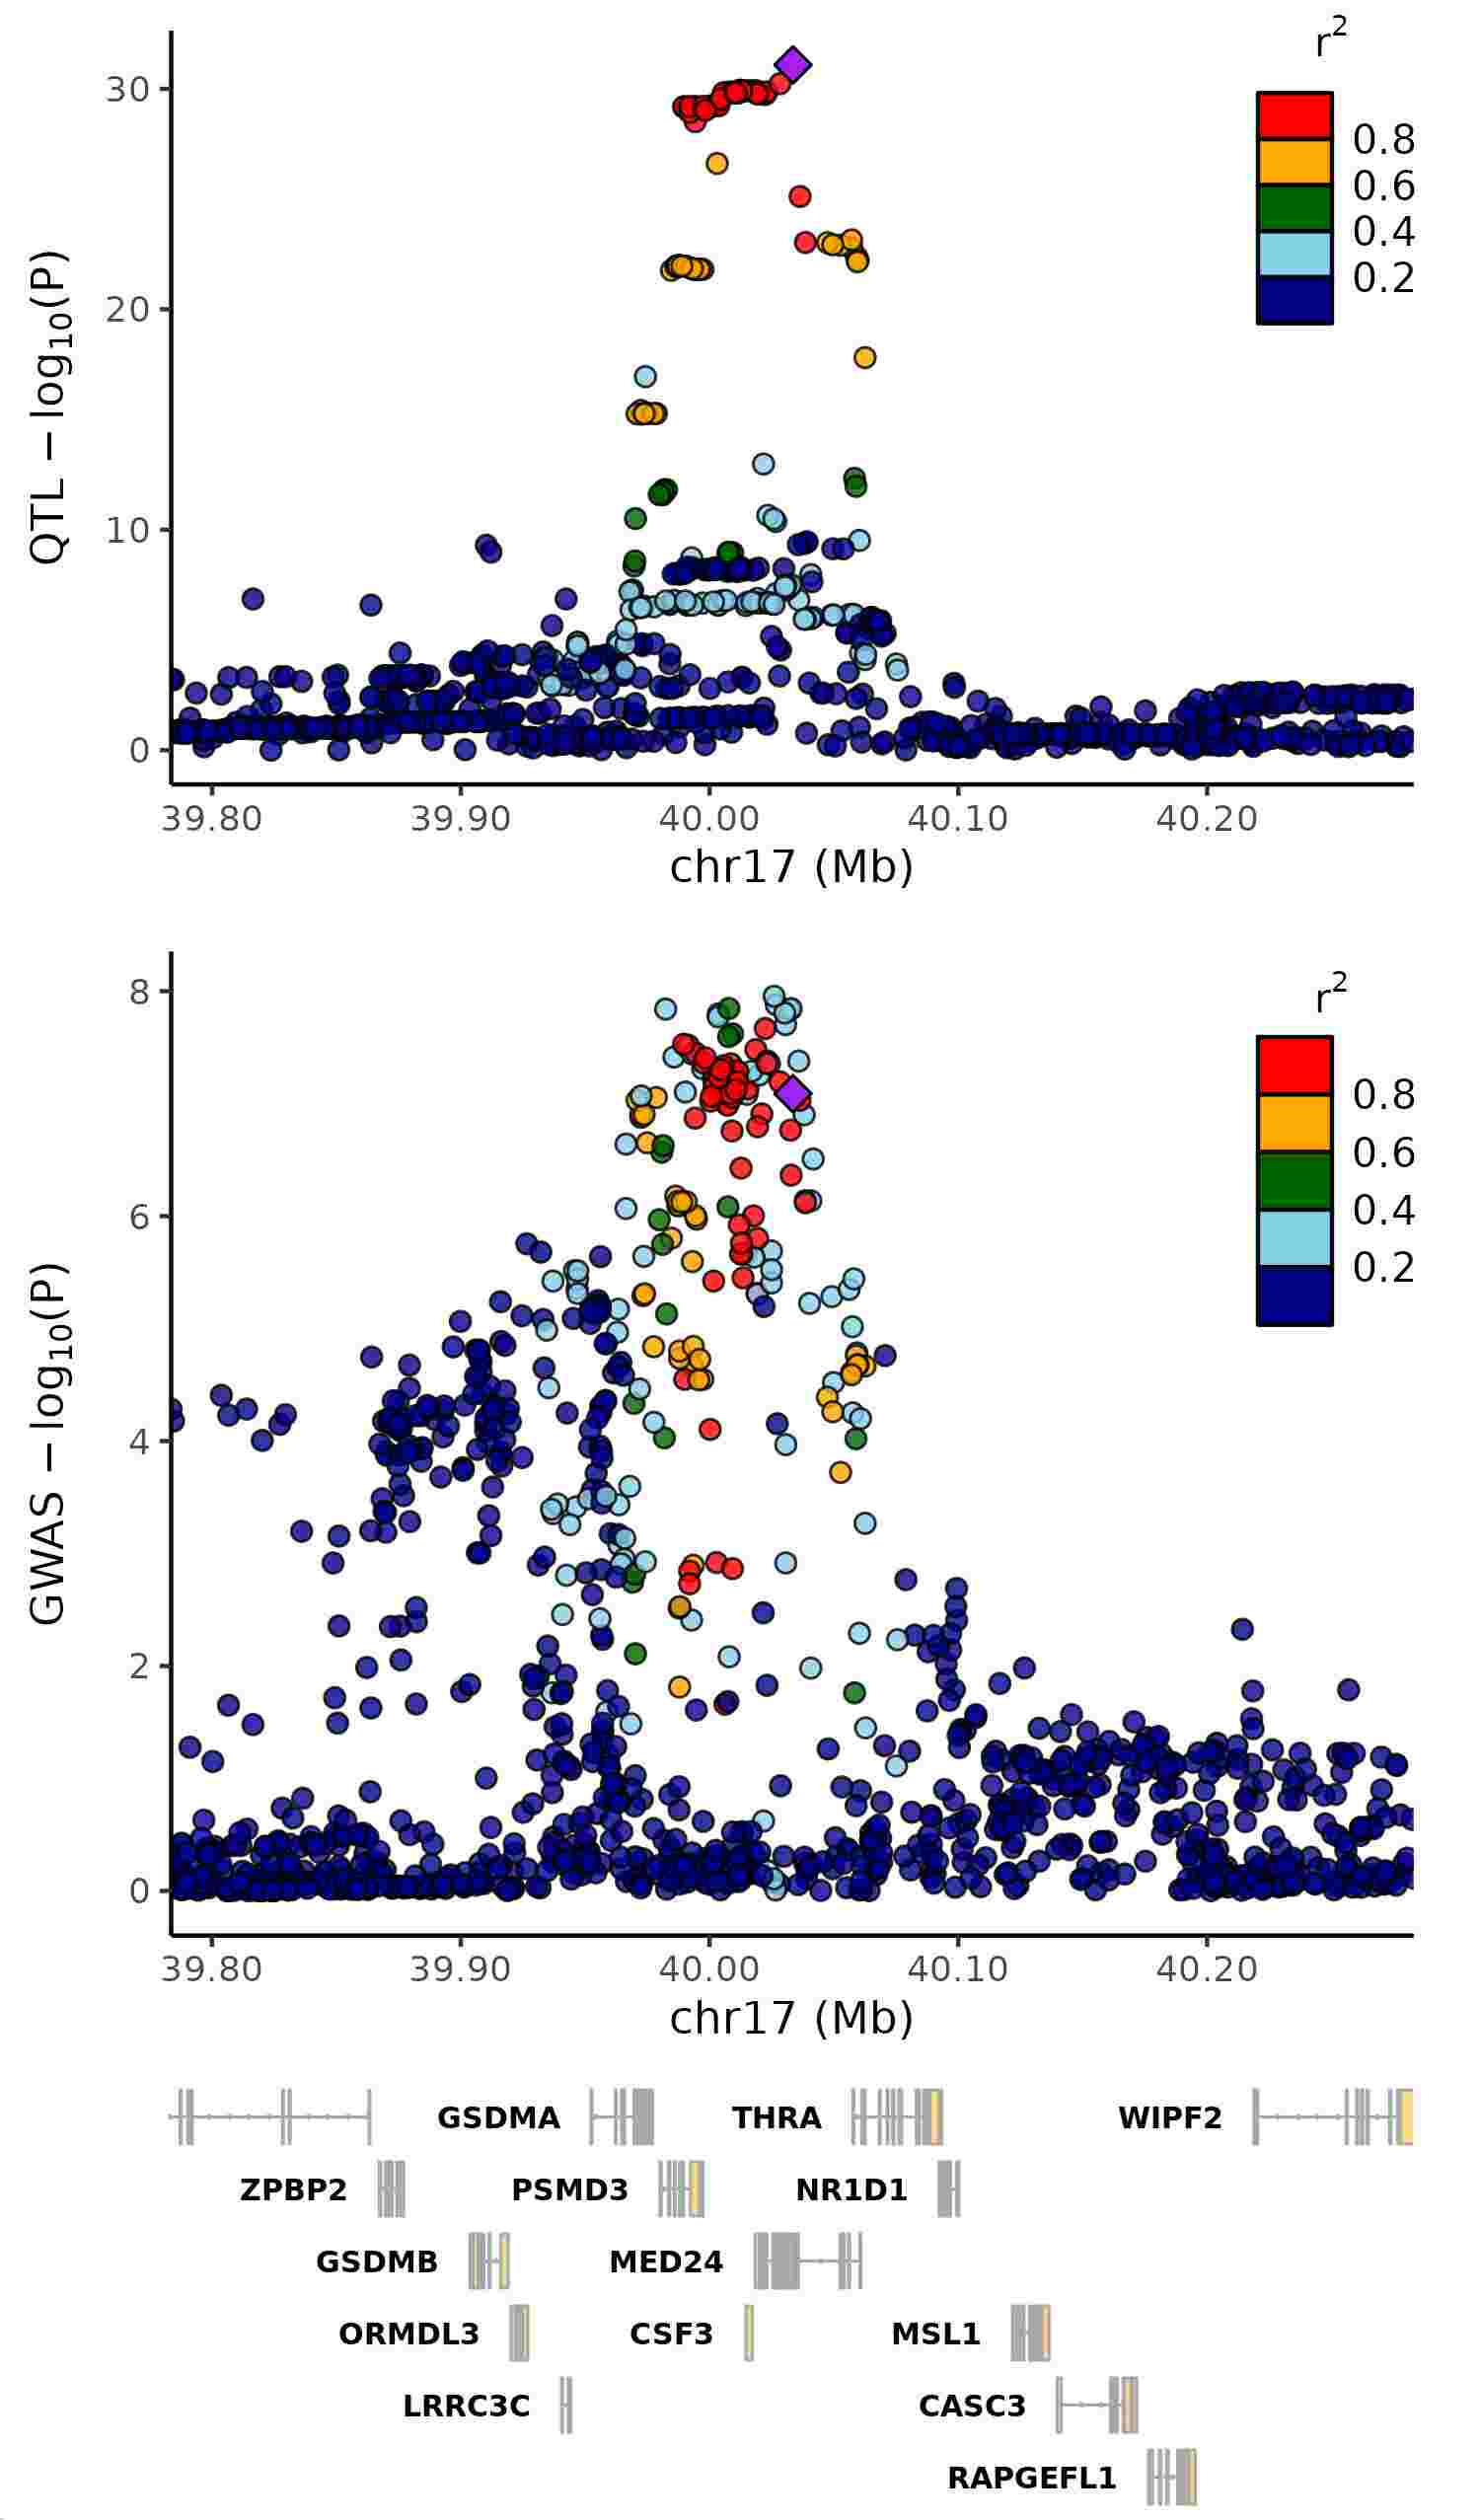 r²
30
20
10
0
QTL −log₁₀(P)
0.8
0.6
0.4
0.2
39.80 39.90 40.00 40.10 40.20
chr17 (Mb)
r²
8
6
4
2
0
GWAS −log₁₀(P)
0.8
0.6
0.4
0.2
39.80 39.90 40.00 40.10 40.20
chr17 (Mb)
GSDMA THRA WIPF2
ZPBP2 PSMD3 NR1D1
GSDMB MED24
ORMDL3 CSF3 MSL1
LRRC3C CASC3
RAPGEFL1